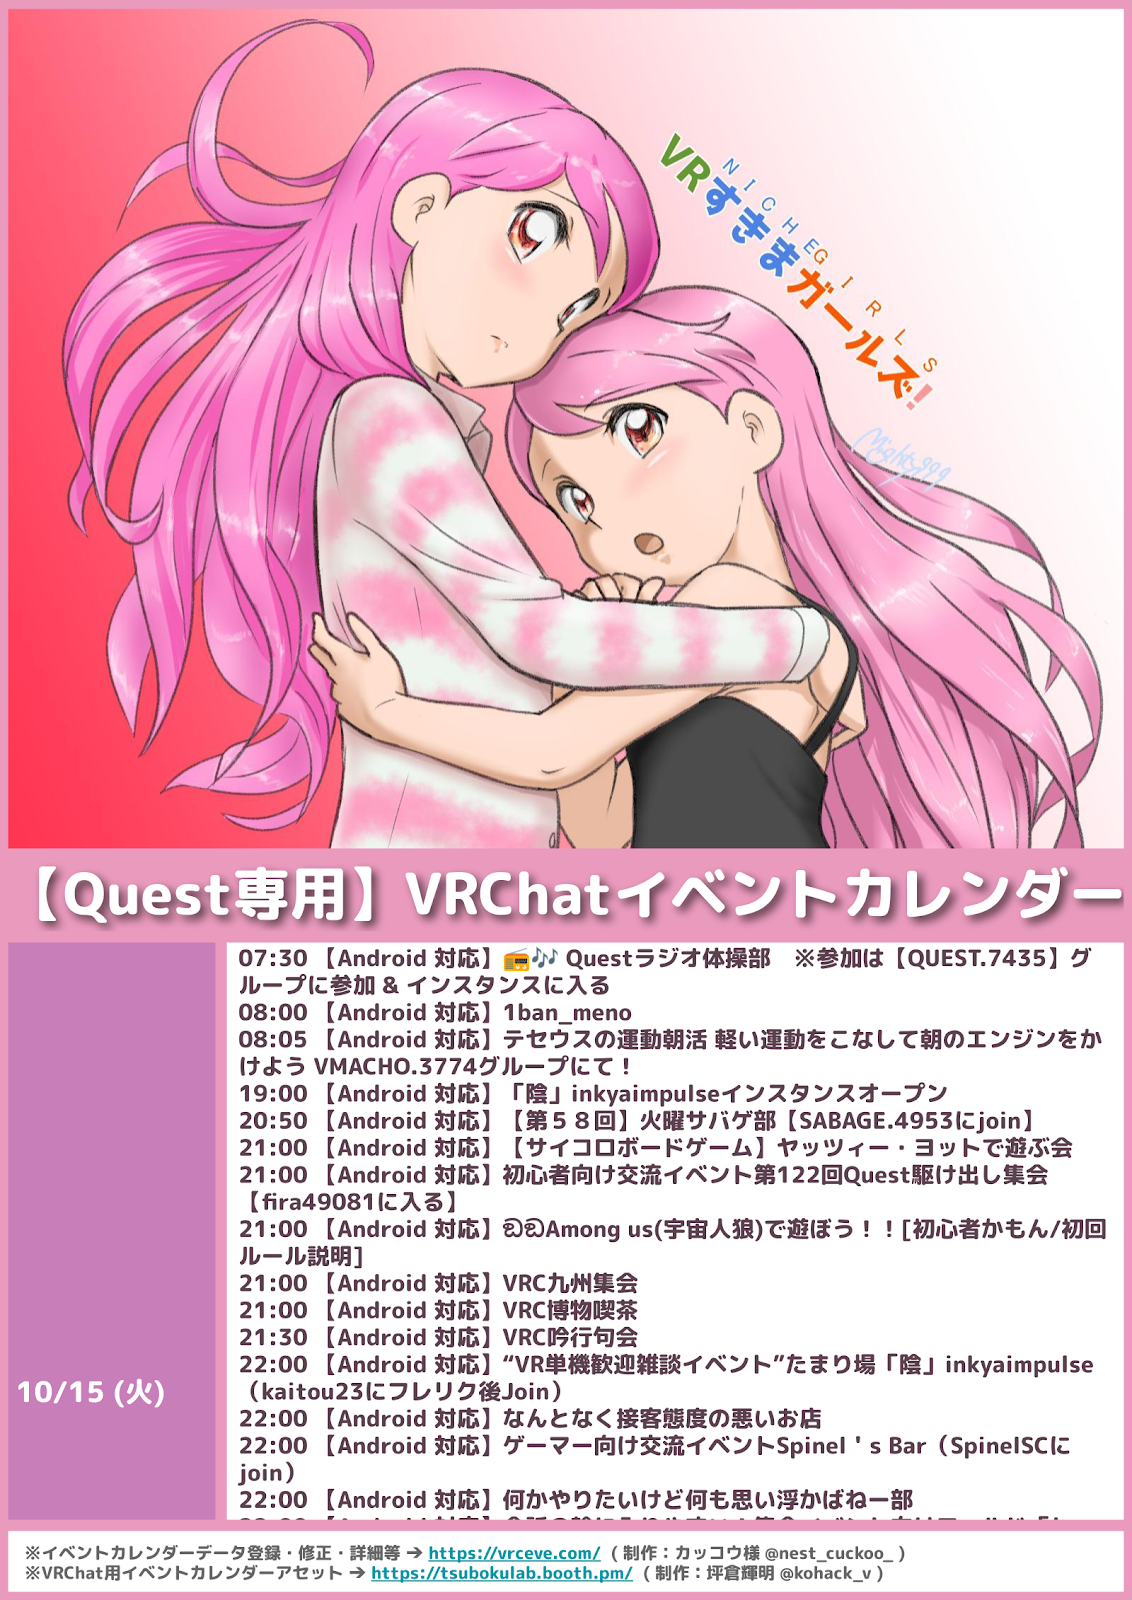 VRすきまガールズ!
NICHE GIRLS
Mighty999
【Quest専用】VRChatイベントカレンダー
10/15 (火)
07:30 【Android 対応】📻🎶 Questラジオ体操部　※参加は【QUEST.7435】グ
ループに参加 & インスタンスに入る
08:00 【Android 対応】1ban_meno
08:05 【Android 対応】テセウスの運動朝活 軽い運動をこなして朝のエンジンをか
けよう VMACHO.3774グループにて！
19:00 【Android 対応】「陰」inkyaimpulseインスタンスオープン
20:50 【Android 対応】【第５８回】火曜サバゲ部【SABAGE.4953にjoin】
21:00 【Android 対応】【サイコロボードゲーム】ヤッツィー・ヨットで遊ぶ会
21:00 【Android 対応】初心者向け交流イベント第122回Quest駆け出し集会
【fira49081に入る】
21:00 【Android 対応】ඞඞAmong us(宇宙人狼)で遊ぼう！！[初心者かもん/初回
ルール説明]
21:00 【Android 対応】VRC九州集会
21:00 【Android 対応】VRC博物喫茶
21:30 【Android 対応】VRC吟行句会
22:00 【Android 対応】“VR単機歓迎雑談イベント”たまり場「陰」inkyaimpulse
（kaitou23にフレリク後Join）
22:00 【Android 対応】なんとなく接客態度の悪いお店
22:00 【Android 対応】ゲーマー向け交流イベントSpinel＇s Bar（SpinelSCに
join）
22:00 【Android 対応】何かやりたいけど何も思い浮かばねー部
※イベントカレンダーデータ登録・修正・詳細等 → https://vrceve.com/ （ 制作：カッコウ様 @nest_cuckoo_ ）
※VRChat用イベントカレンダーアセット → https://tsubokulab.booth.pm/ （ 制作：坪倉輝明 @kohack_v ）